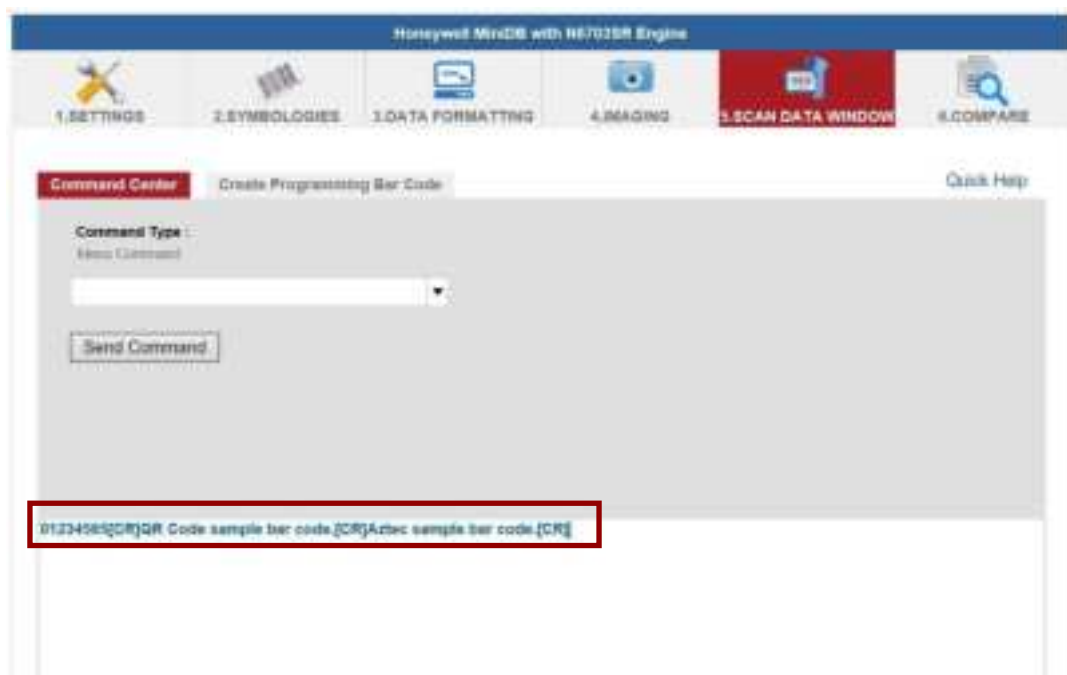 Honeywell MiniDB with N6703SR Engine
1.SETTINGS
2.SYMBOLOGIES
3.DATA FORMATTING
4.IMAGING
5.SCAN DATA WINDOW
6.COMPARE
Command Center
Create Programming Bar Code
Quick Help
Command Type :
Menu Command
Send Command
[CR]QR Code sample bar code.[CR]Aztec sample bar code.[CR]